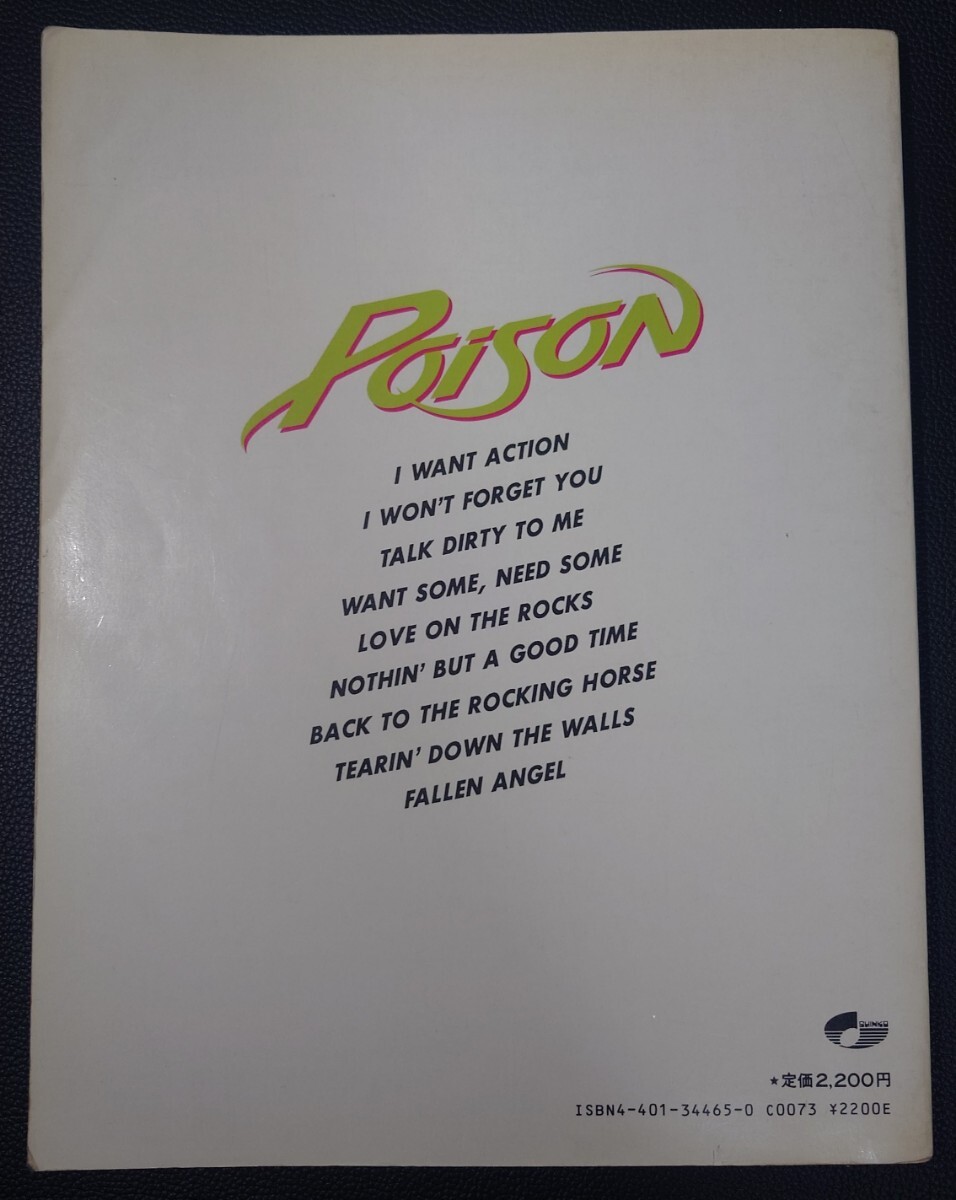 POISON
I WANT ACTION
I WON'T FORGET YOU
TALK DIRTY TO ME
WANT SOME, NEED SOME
LOVE ON THE ROCKS
NOTHIN' BUT A GOOD TIME
BACK TO THE ROCKING HORSE
TEARIN' DOWN THE WALLS
FALLEN ANGEL
★定価2,200円
ISBN4-401-34465-0 C0073 ¥2200E